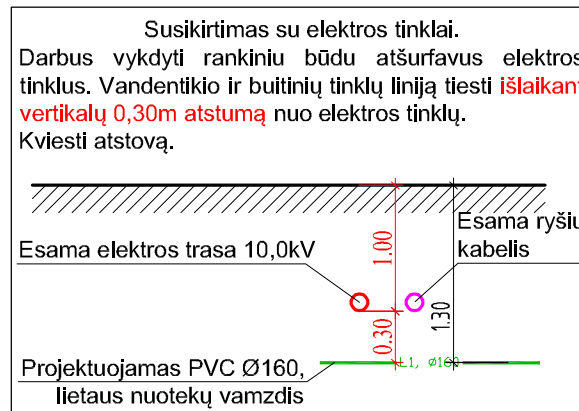 Susikirtimas su elektros tinklai.
Darbus vykdyti rankiniu būdu atšurfavus elektros
tinklus. Vandentikio ir buitinių tinklų liniją tiesti išlaikant
vertikalų 0,30m atstumą nuo elektros tinklų.
Kviesti atstovą.
Esama ryšių
kabelis
Esama elektros trasa 10,0kV
1.00
1.30
0.30
Projektuojamas PVC Ø160,
lietaus nuotekų vamzdis
L1, Ø160